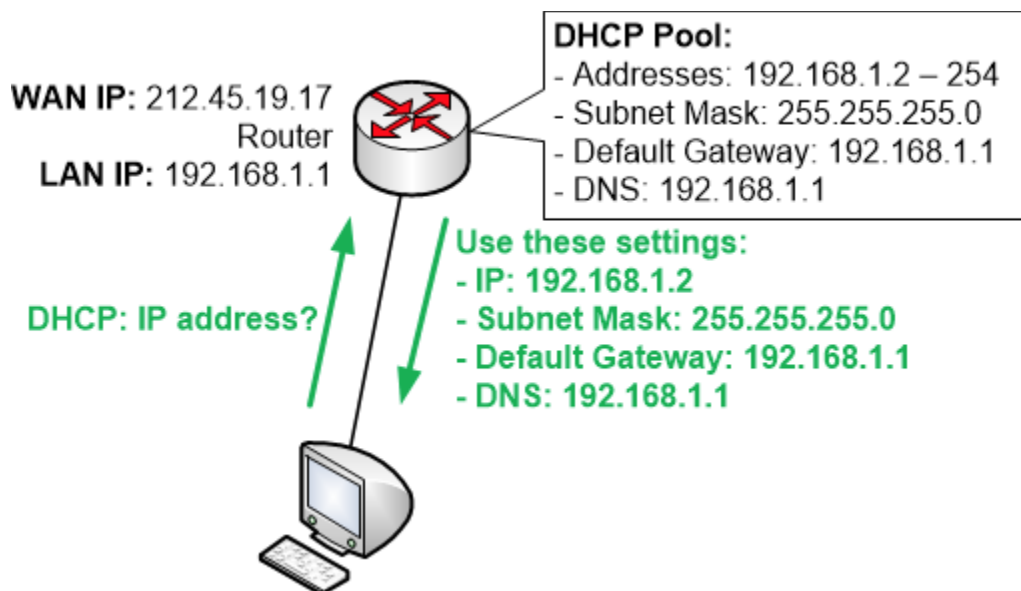 WAN IP: 212.45.19.17
Router
LAN IP: 192.168.1.1
DHCP Pool:
- Addresses: 192.168.1.2 – 254
- Subnet Mask: 255.255.255.0
- Default Gateway: 192.168.1.1
- DNS: 192.168.1.1
DHCP: IP address?
Use these settings:
- IP: 192.168.1.2
- Subnet Mask: 255.255.255.0
- Default Gateway: 192.168.1.1
- DNS: 192.168.1.1